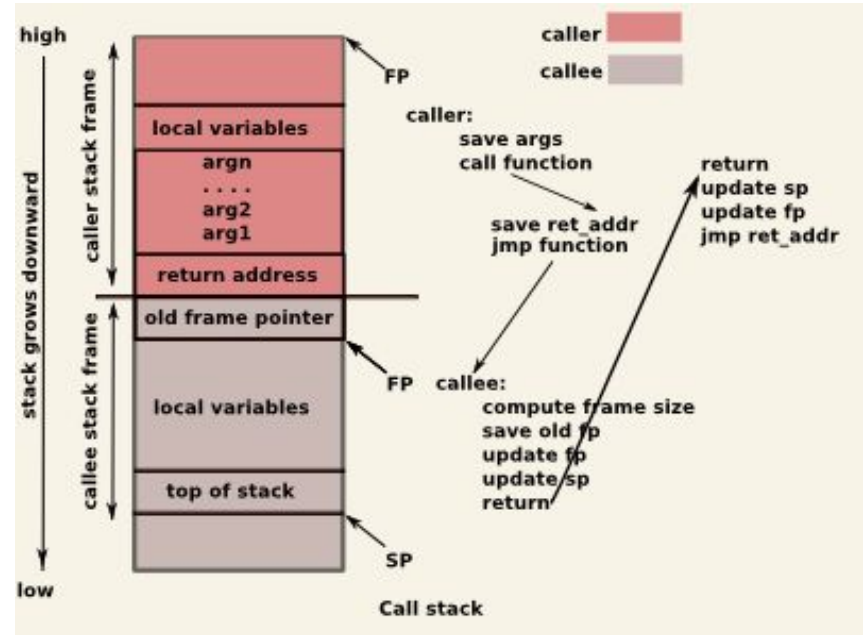 high
caller stack frame
stack grows downward
callee stack frame
low
local variables
argn
. . . .
arg2
arg1
return address
old frame pointer
local variables
top of stack
FP
FP
SP
caller
callee
caller:
save args
call function
save ret_addr
jmp function
callee:
compute frame size
save old fp
update fp
update sp
return
return
update sp
update fp
jmp ret_addr
Call stack